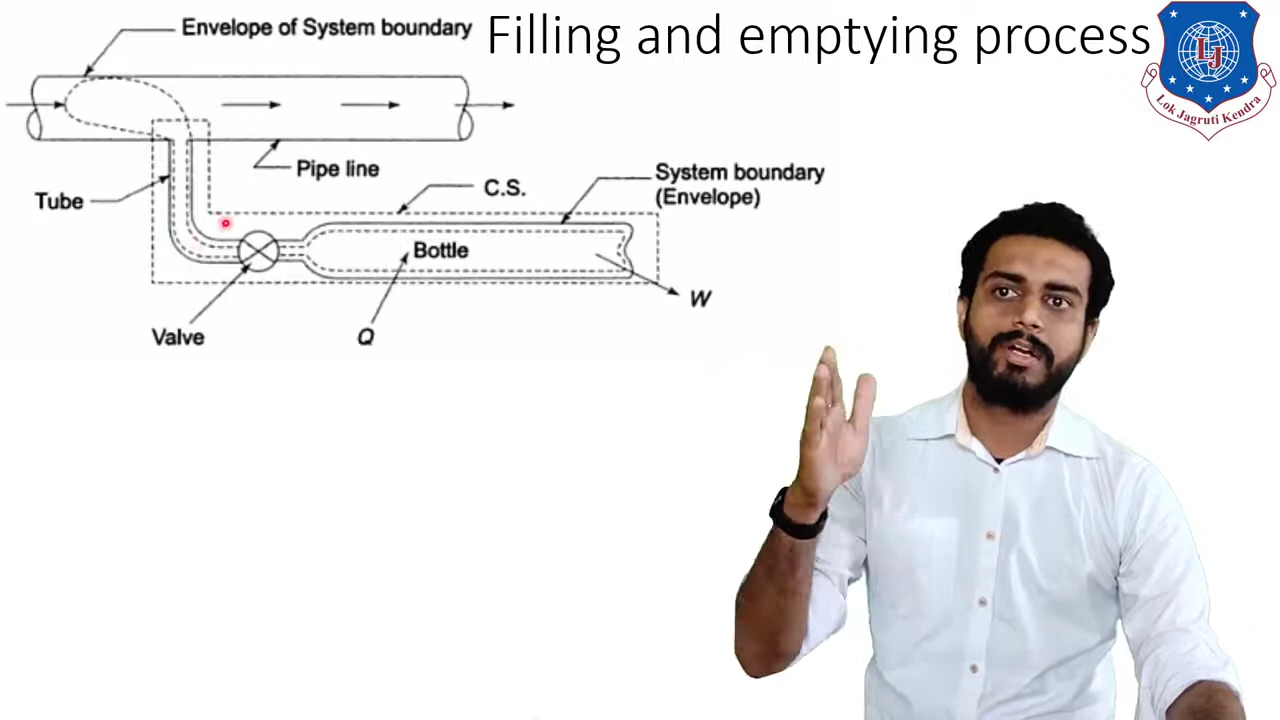 Envelope of System boundary
Filling and emptying process
LJ
Lok Jagruti Kendra
Pipe line
System boundary
(Envelope)
Tube
C.S.
Bottle
W
Valve
Q